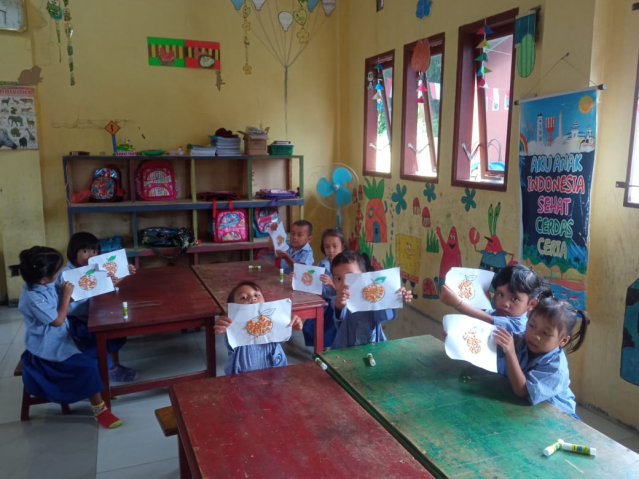 AKU ANAK
INDONESIA
SEHAT
CERDAS
CERIA